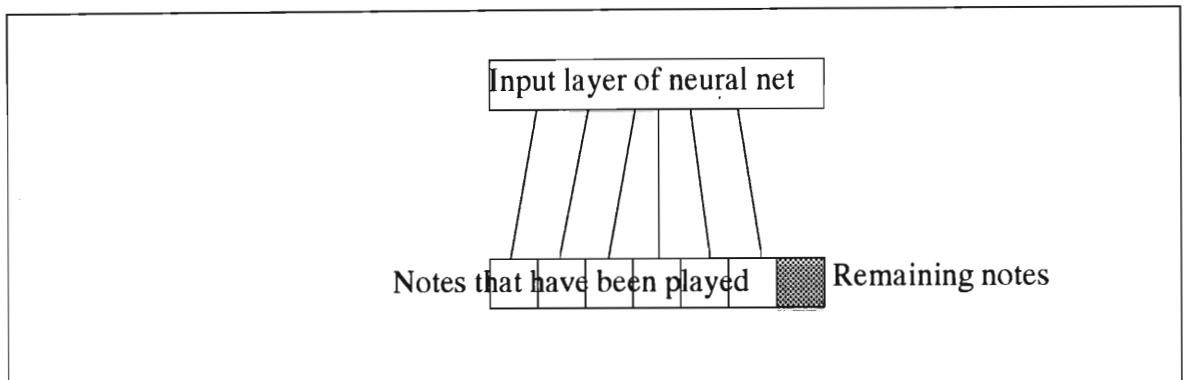 Input layer of neural net
Notes that have been played
Remaining notes